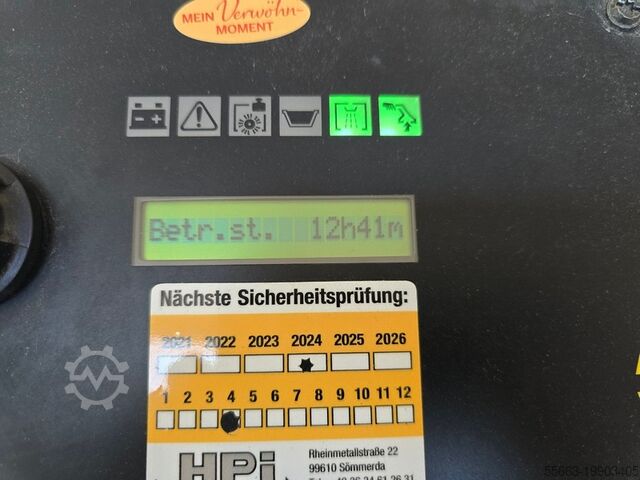 MEIN Verwöhn-
MOMENT
Betr.st. 12h41m
Nächste Sicherheitsprüfung:
2021 2022 2023 2024 2025 2026
1 2 3 4 5 6 7 8 9 10 11 12
HPi
Rheinmetallstraße 22
99610 Sömmerda
55663-19903405